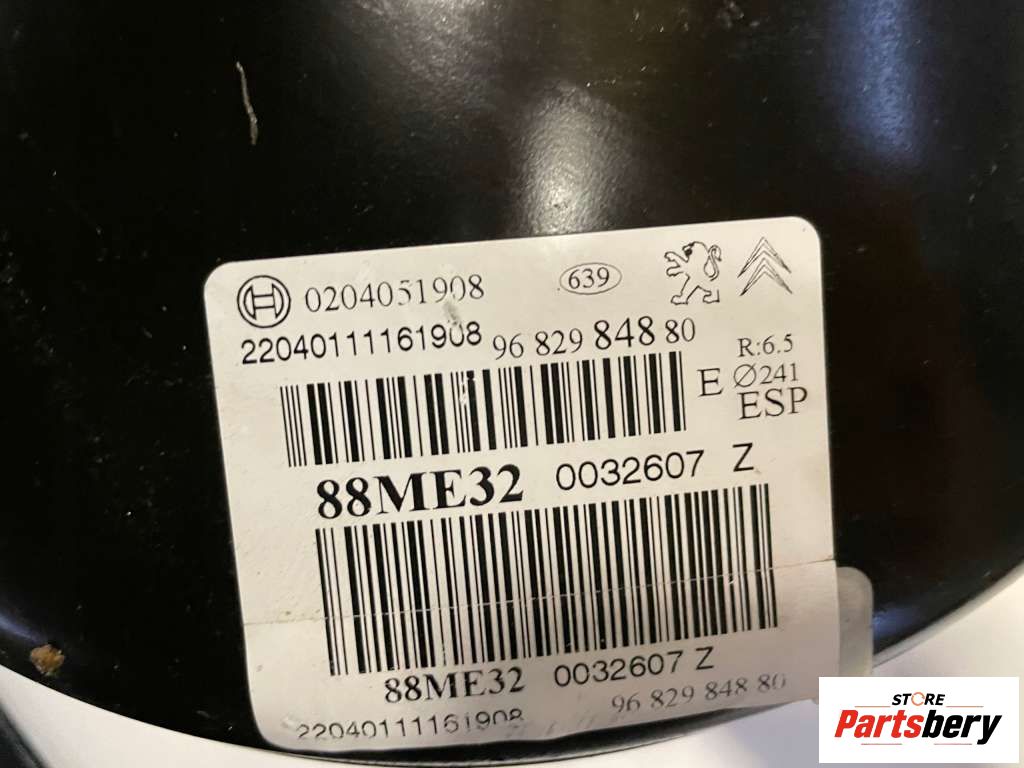 0204051908 639
22040111161908 96 829 848 80
R:6.5
E Ø241
ESP
88ME32 0032607 Z
88ME32 0032607 Z
22040111161908 96 829 848 80
STORE
Partsbery